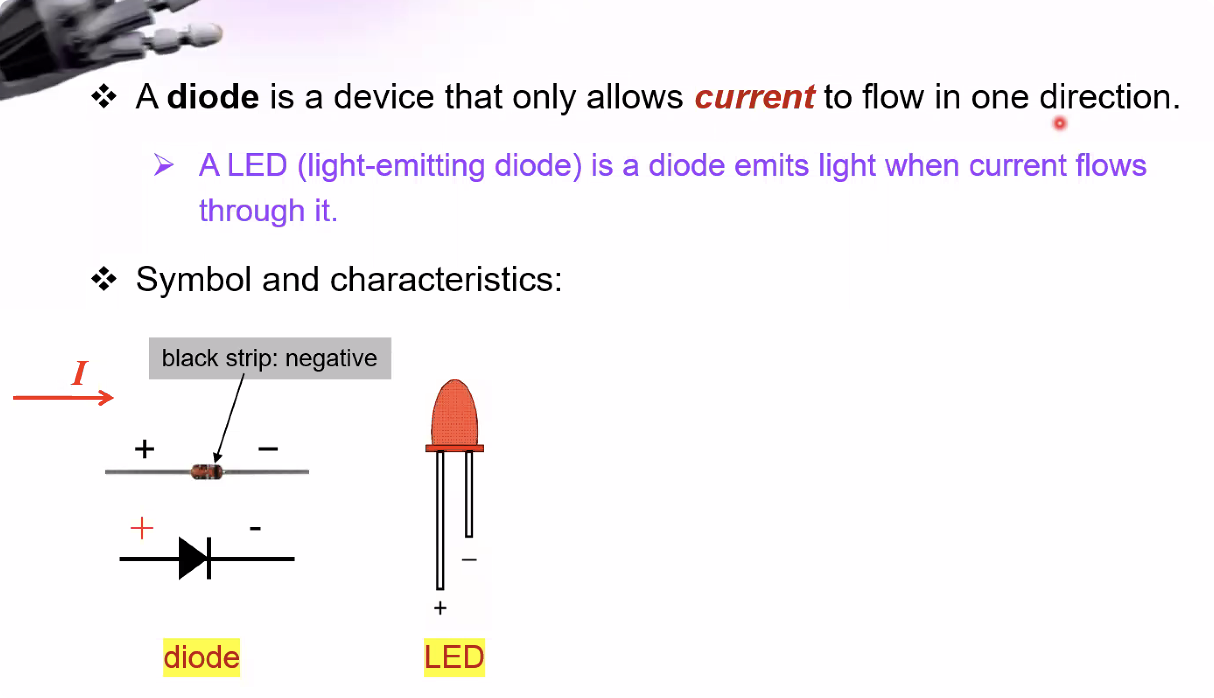 ❖ A diode is a device that only allows current to flow in one direction.
➢ A LED (light-emitting diode) is a diode emits light when current flows
through it.
❖ Symbol and characteristics:
black strip: negative
I
+ −
+ -
−
+
diode LED